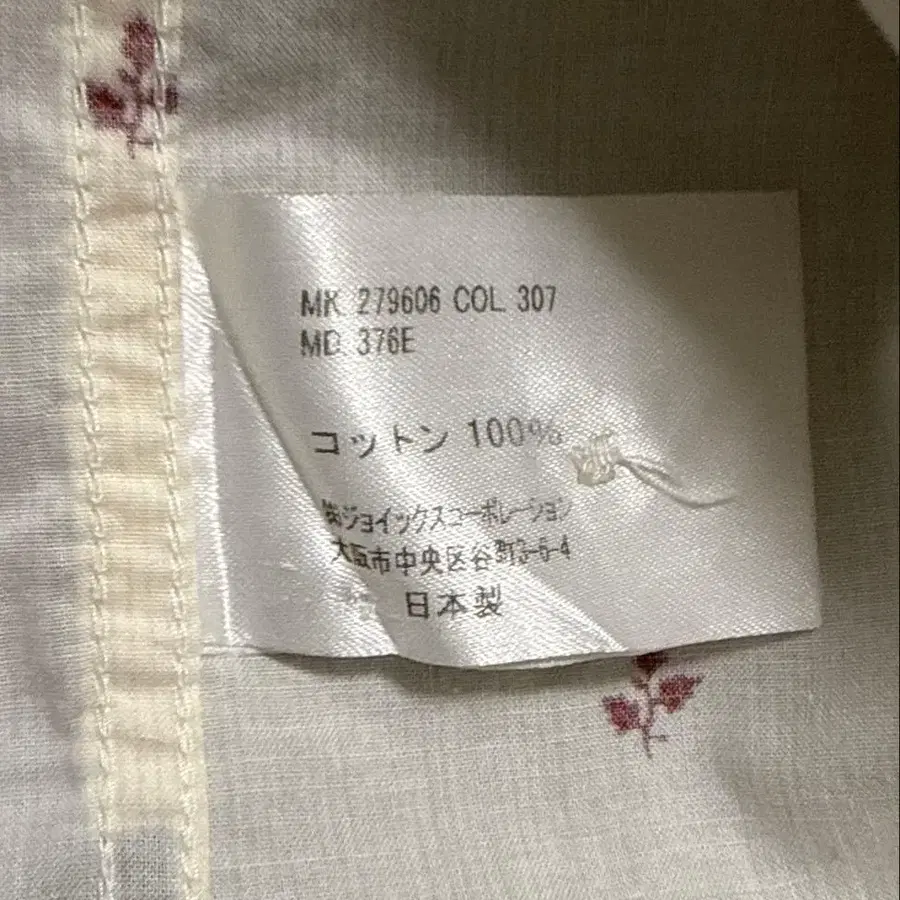 MK 279606 COL 307
MD 376E
コットン 100%
㈱ジョイックスコーポレーション
大阪市中央区谷町3-6-4
日本製